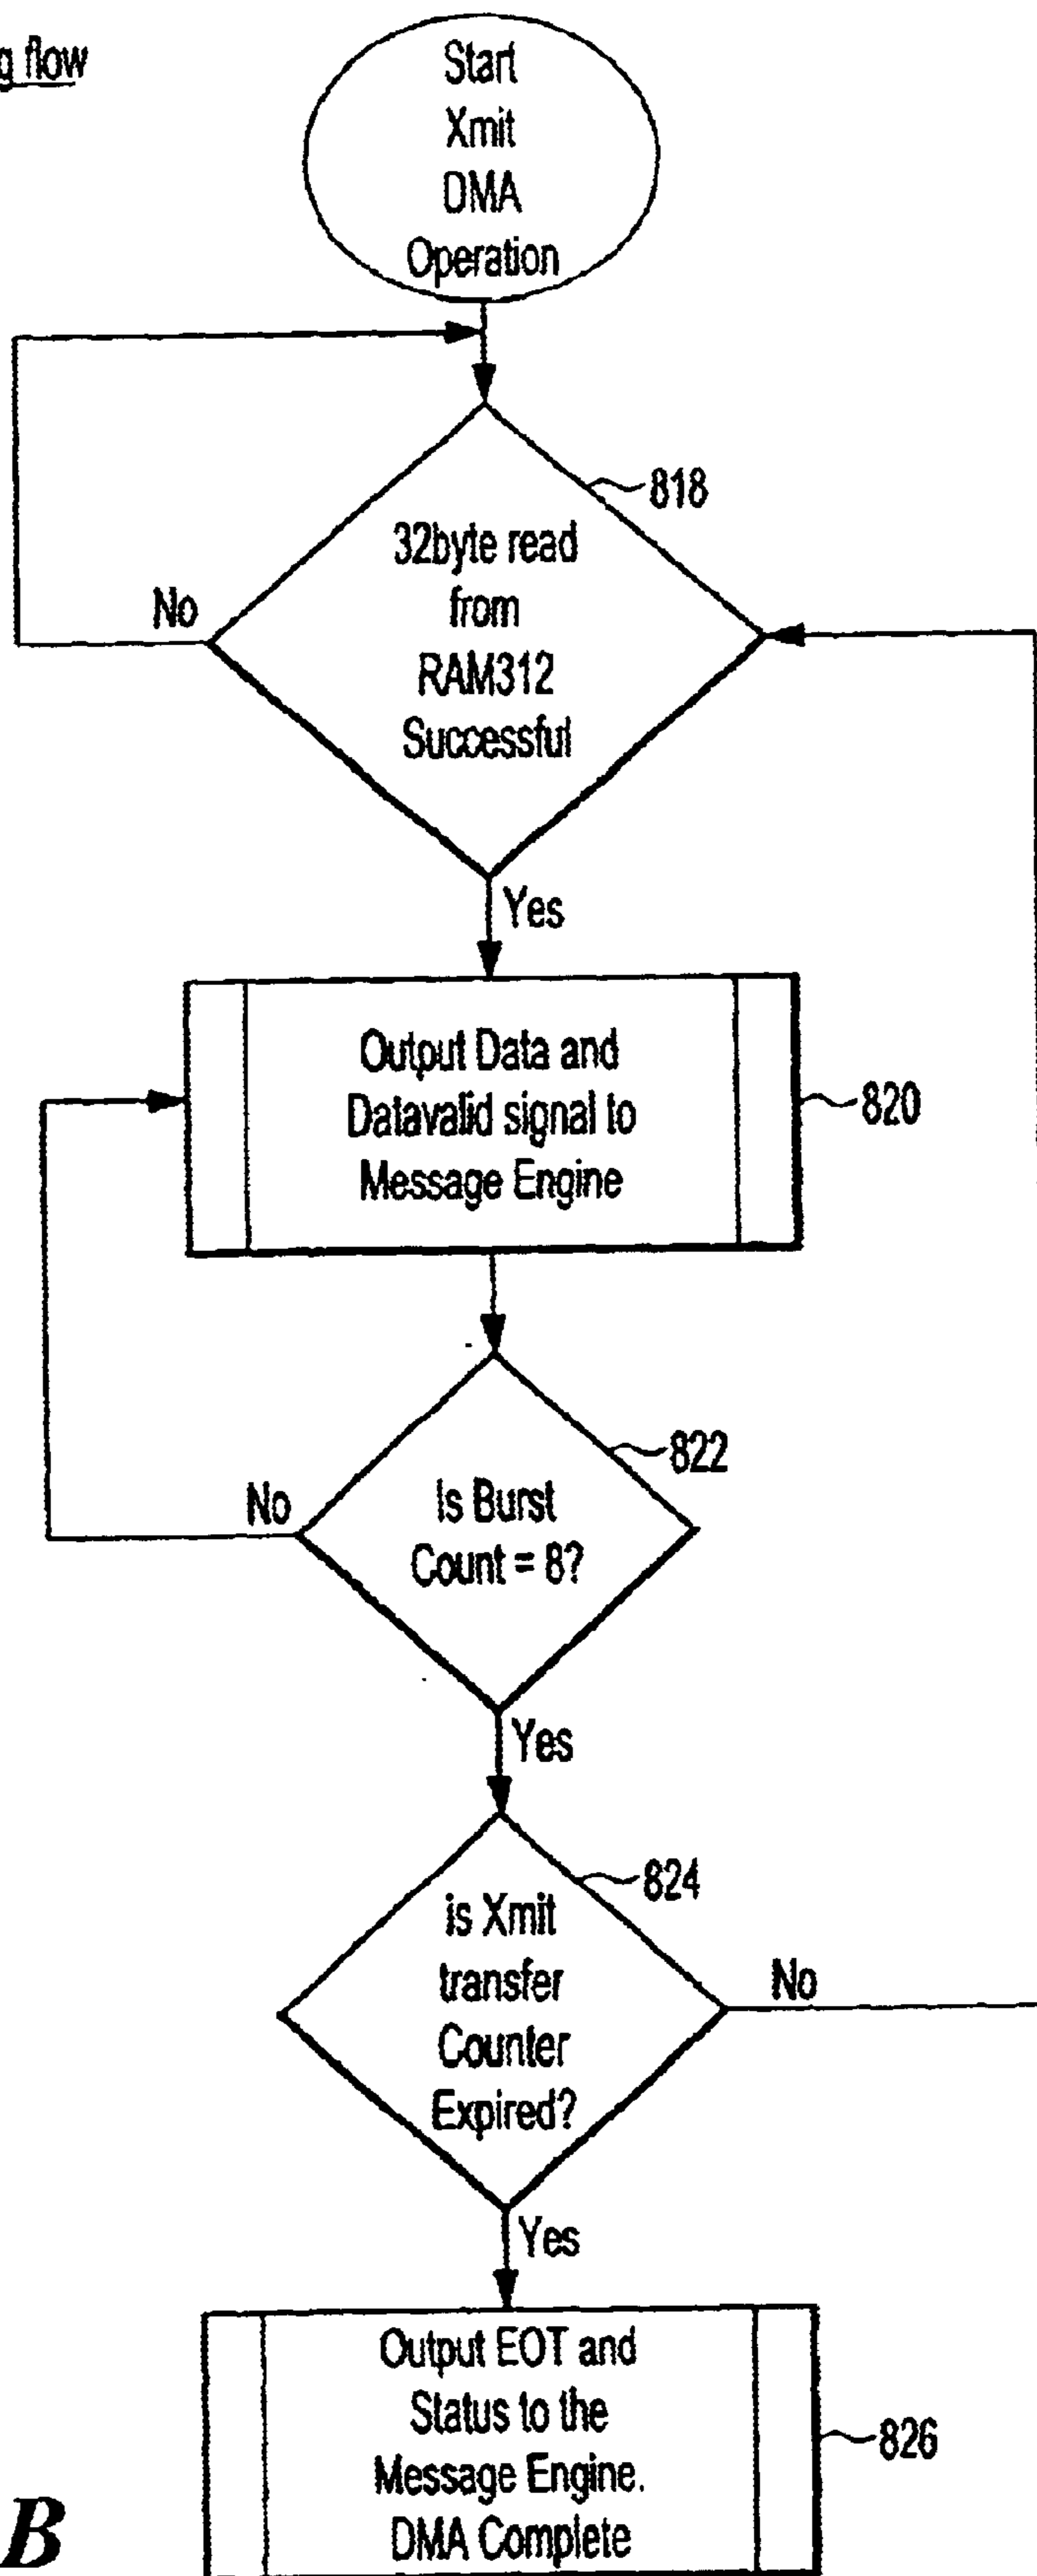 g flow
Start
Xmit
DMA
Operation
818
32byte read
from
RAM312
Successful
No
Yes
Output Data and
Datavalid signal to
Message Engine
820
822
Is Burst
Count = 8?
No
Yes
824
is Xmit
transfer
Counter
Expired?
No
Yes
Output EOT and
Status to the
Message Engine.
DMA Complete
826
B